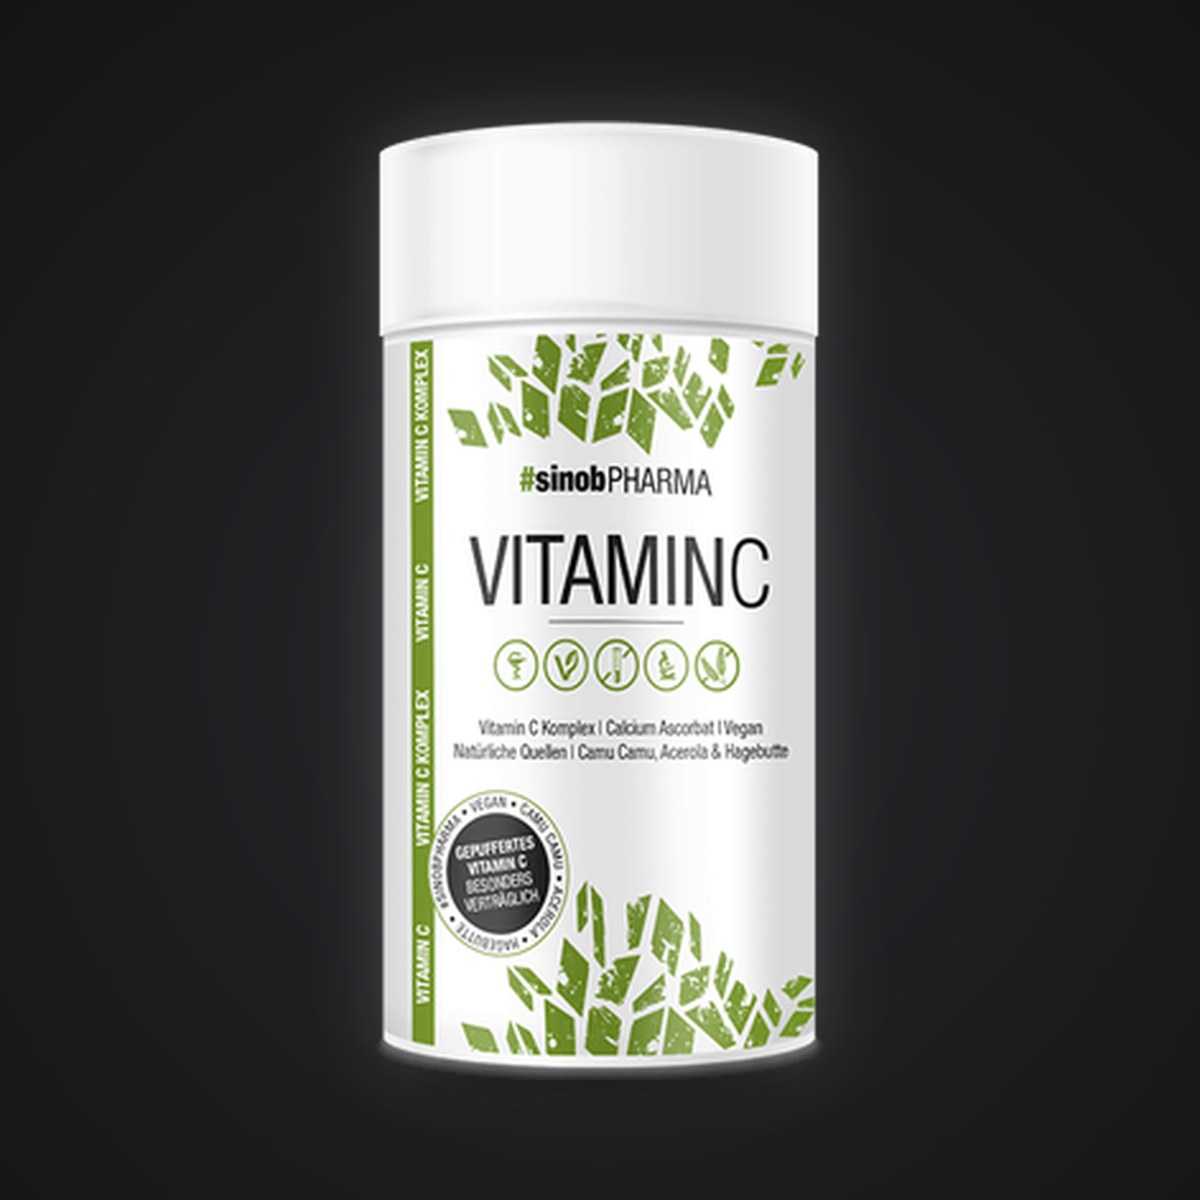 #sinobPHARMA
VITAMINC
Vitamin C Komplex | Calcium Ascorbat | Vegan
Natürliche Quellen | Camu Camu, Acerola & Hagebutte
VITAMIN C KOMPLEX
VITAMIN C
VITAMIN C KOMPLEX
VITAMIN C
#SINOBPHARMA • VEGAN • CAMU CAMU • ACEROLA • HAGEBUTTE •
GEPUFFERTES
VITAMIN C
BESONDERS
VERTRÄGLICH